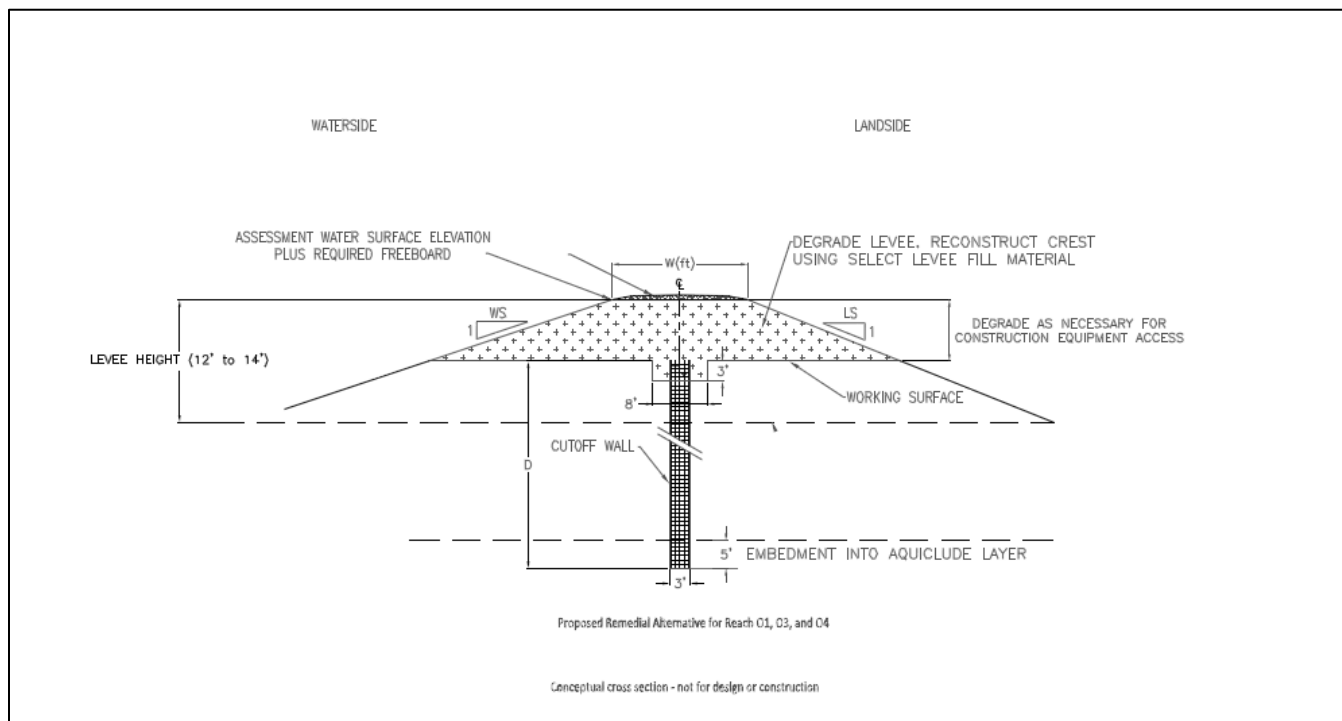 WATERSIDE
LANDSIDE
ASSESSMENT WATER SURFACE ELEVATION
PLUS REQUIRED FREEBOARD
DEGRADE LEVEE, RECONSTRUCT CREST
USING SELECT LEVEE FILL MATERIAL
W(ft)
℄
WS
1
LS
1
DEGRADE AS NECESSARY FOR
CONSTRUCTION EQUIPMENT ACCESS
LEVEE HEIGHT (12' to 14')
3'
8'
WORKING SURFACE
CUTOFF WALL
D
5' EMBEDMENT INTO AQUICLUDE LAYER
3'
Proposed Remedial Alternative for Reach O1, O3, and O4
Conceptual cross section - not for design or construction